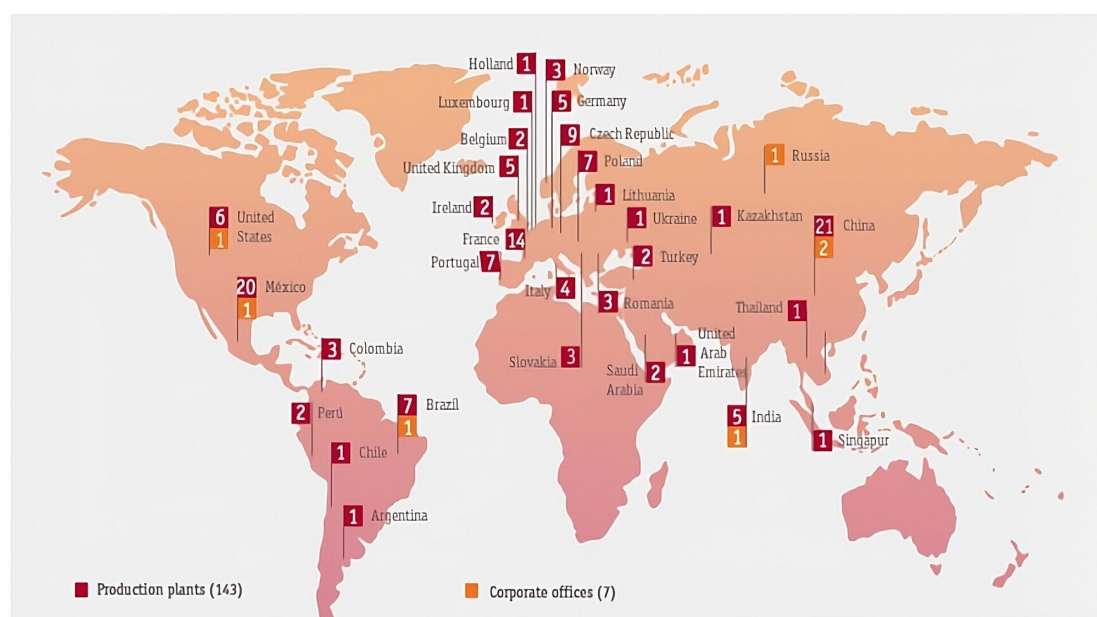 Holland 1
3 Norway
Luxembourg 1
5 Germany
Belgium 2
9 Czech Republic
United Kingdom 5
7 Poland
1 Russia
1 Lithuania
Ireland 2
6 United
1 States
1 Ukraine
1 Kazakhstan
21 China
2
France 14
Portugal 7
2 Turkey
20 México
1
Italy 4
3 Romania
Thailand 1
3 Colombia
United
1 Arab
Emirates
Slovakia 3
Saudi 2
Arabia
2 Perú
7 Brazil
1
5 India
1
1 Singapur
1 Chile
1 Argentina
Production plants (143)
Corporate offices (7)